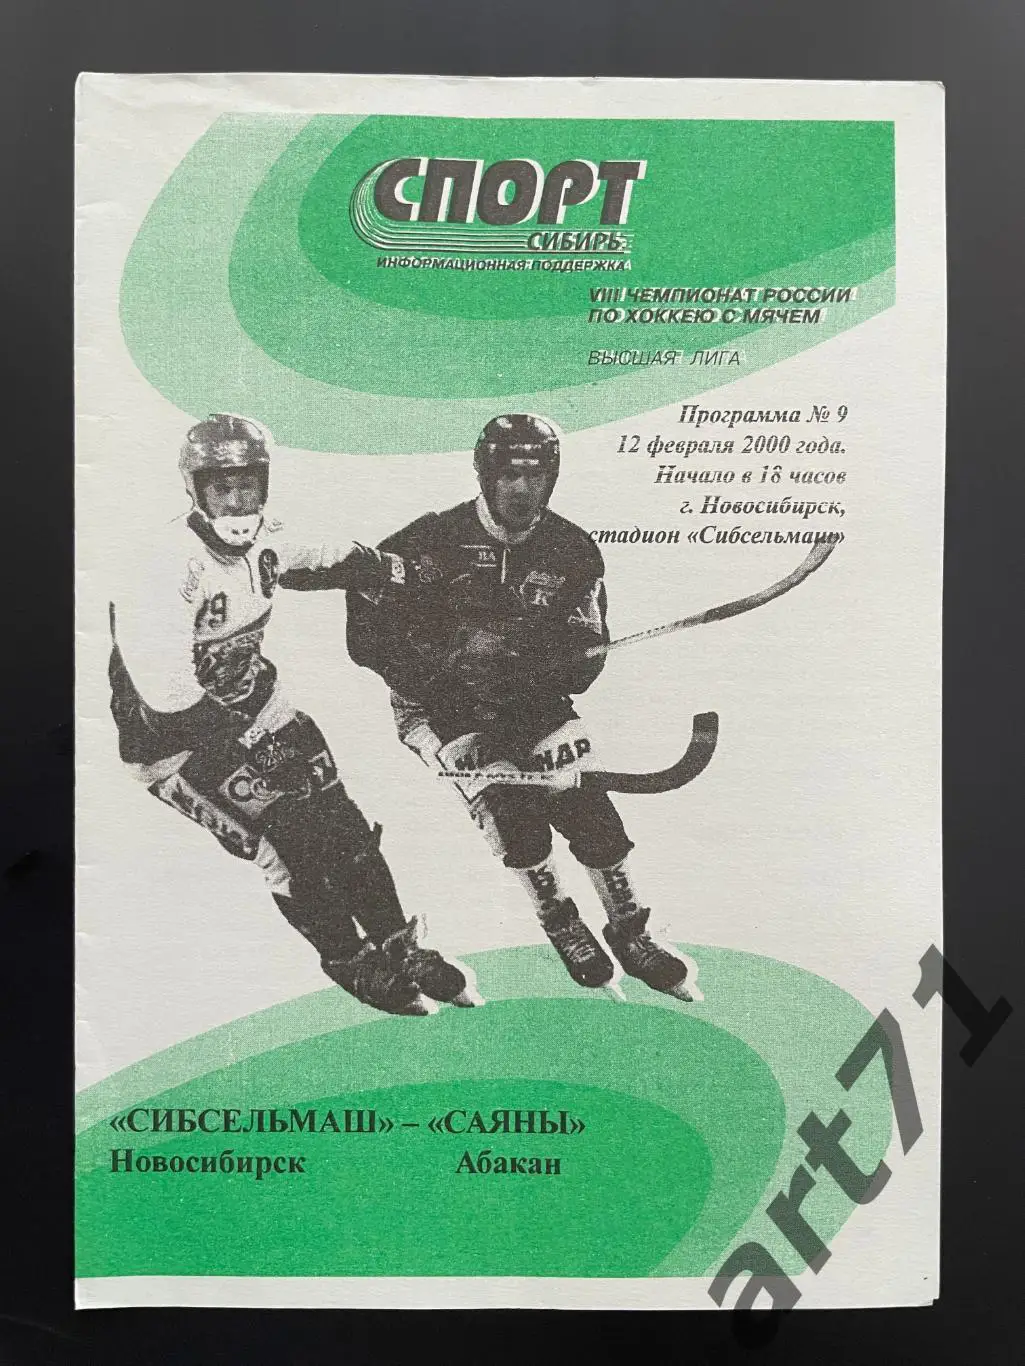 СПОРТ
СИБИРЬ
ИНФОРМАЦИОННАЯ ПОДДЕРЖКА
VIII ЧЕМПИОНАТ РОССИИ
ПО ХОККЕЮ С МЯЧЕМ
ВЫСШАЯ ЛИГА
Программа № 9
12 февраля 2000 года.
Начало в 18 часов
г. Новосибирск,
стадион «Сибсельмаш»
«СИБСЕЛЬМАШ» – «САЯНЫ»
Новосибирск Абакан
art71